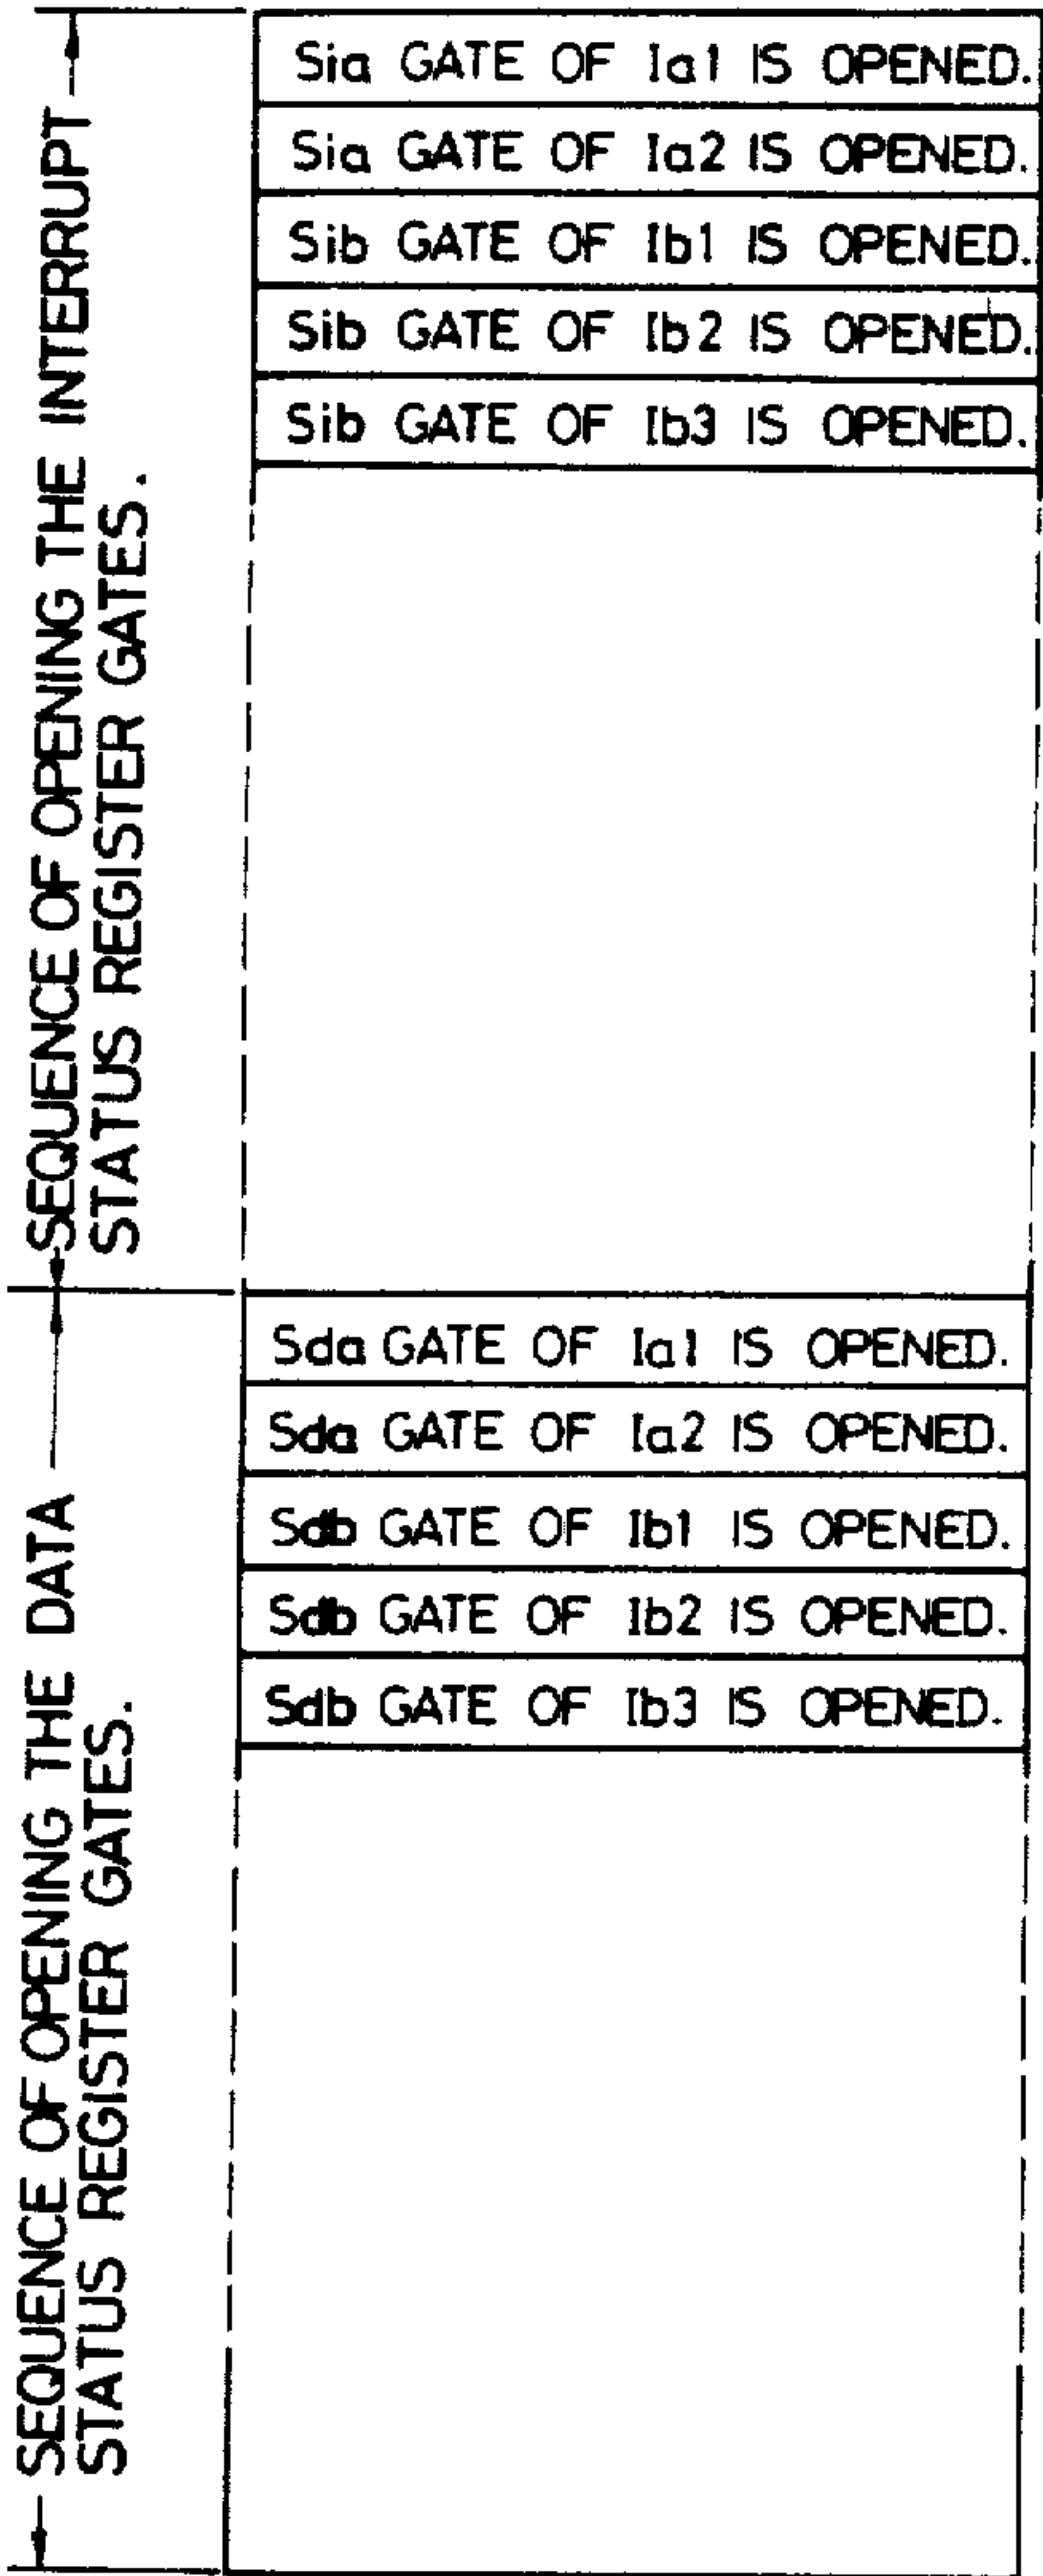 SEQUENCE OF OPENING THE INTERRUPT
STATUS REGISTER GATES.
Sia GATE OF Ia1 IS OPENED.
Sia GATE OF Ia2 IS OPENED.
Sib GATE OF Ib1 IS OPENED.
Sib GATE OF Ib2 IS OPENED.
Sib GATE OF Ib3 IS OPENED.
SEQUENCE OF OPENING THE DATA
STATUS REGISTER GATES.
Sda GATE OF Ia1 IS OPENED.
Sda GATE OF Ia2 IS OPENED.
Sdb GATE OF Ib1 IS OPENED.
Sdb GATE OF Ib2 IS OPENED.
Sdb GATE OF Ib3 IS OPENED.